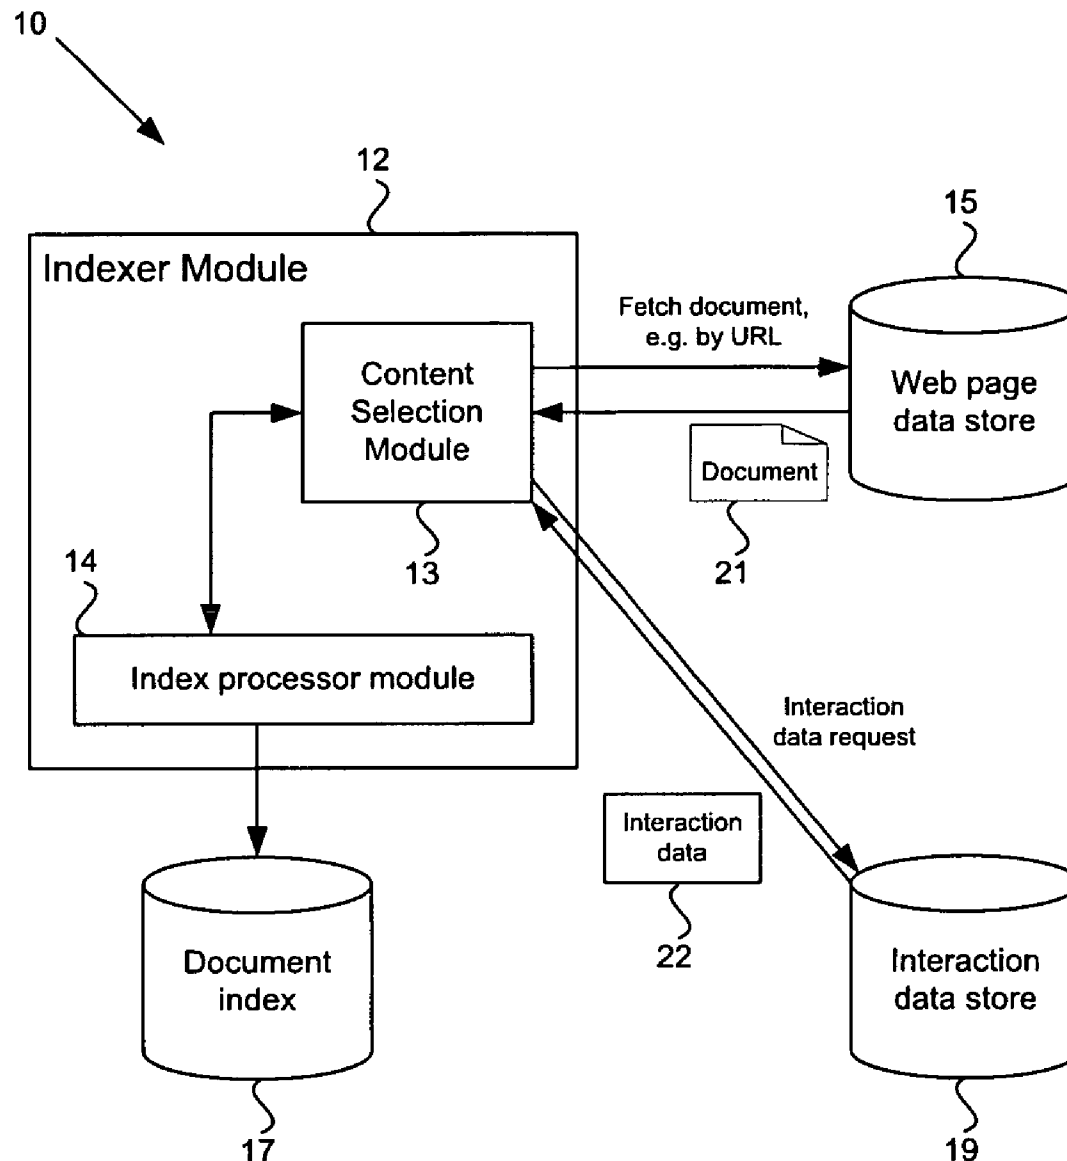 10
12
15
Indexer Module
Fetch document,
e.g. by URL
Content
Selection
Module
Web page
data store
Document
14
13
21
Index processor module
Interaction
data request
Interaction
data
22
Document
index
Interaction
data store
17
19